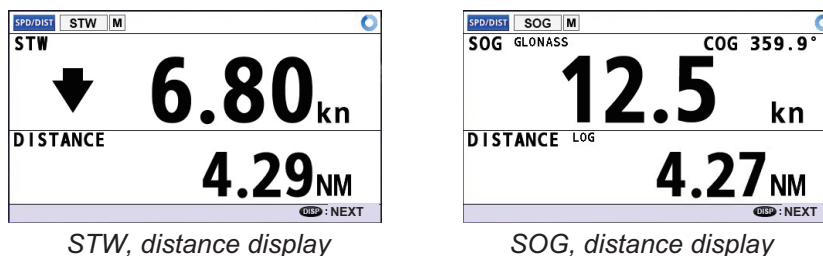 SPD/DIST STW M
STW
6.80kn
DISTANCE
4.29NM
DISP : NEXT
STW, distance display
SPD/DIST SOG M
SOG GLONASS COG 359.9°
12.5 kn
DISTANCE LOG
4.27NM
DISP : NEXT
SOG, distance display